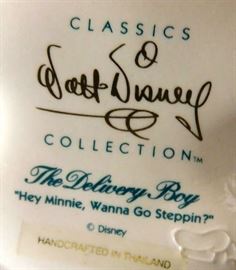 CLASSICS
Walt Disney
COLLECTION™
The Delivery Boy
"Hey Minnie, Wanna Go Steppin?"
© Disney
HANDCRAFTED IN THAILAND